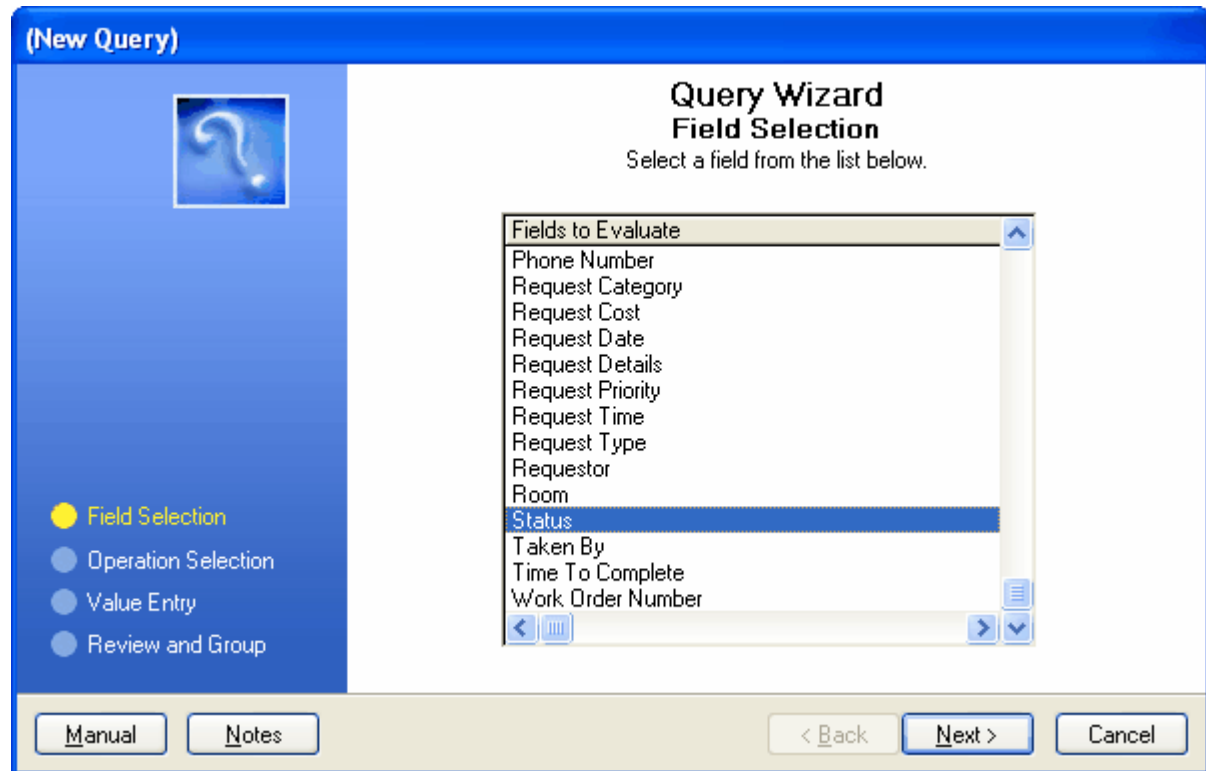 (New Query)
Query Wizard
Field Selection
Select a field from the list below.
Fields to Evaluate
Phone Number
Request Category
Request Cost
Request Date
Request Details
Request Priority
Request Time
Request Type
Requestor
Room
Status
Taken By
Time To Complete
Work Order Number
Field Selection
Operation Selection
Value Entry
Review and Group
Manual
Notes
< Back
Next >
Cancel